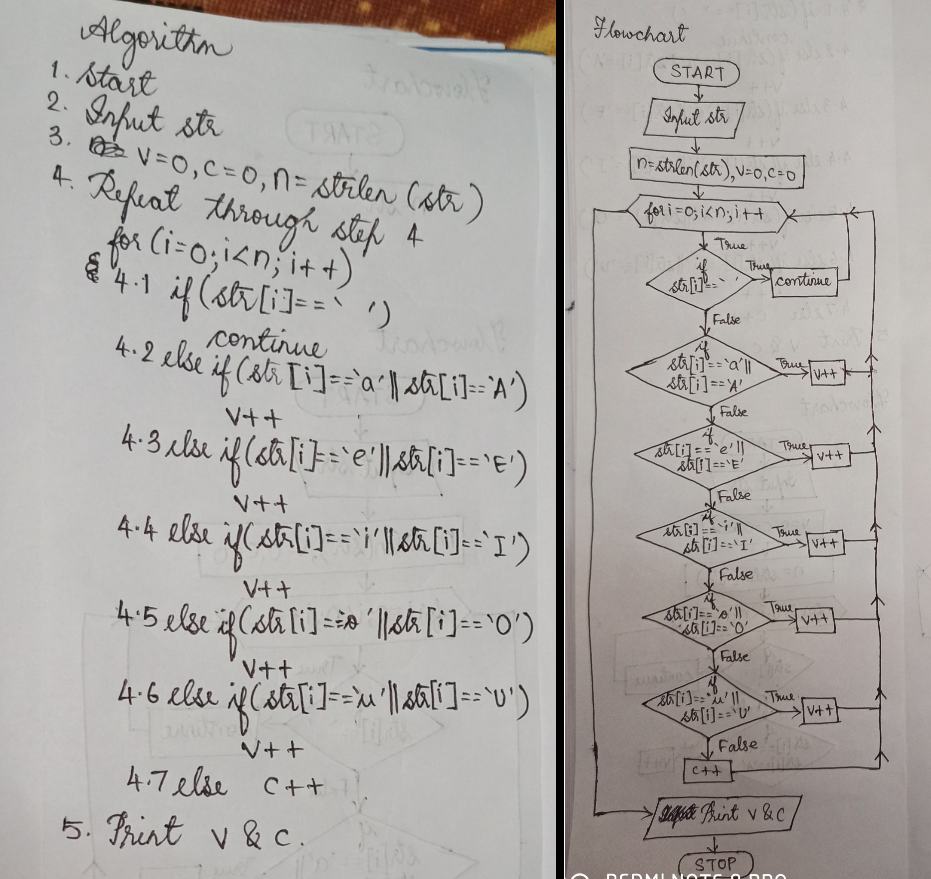 Algorithm
1. Start
2. Input str
3. V=0, C=0, n=strlen(str)
4. Repeat through step 4
for(i=0;i<n;i++)
4.1 if(str[i]==' ')
continue
4.2 else if(str[i]=='a'||str[i]=='A')
V++
4.3 else if(str[i]=='e'||str[i]=='E')
V++
4.4 else if(str[i]=='i'||str[i]=='I')
V++
4.5 else if(str[i]=='o'||str[i]=='O')
V++
4.6 else if(str[i]=='u'||str[i]=='U')
V++
4.7 else C++
5. Print V & C.
Flowchart
START
Input str
n=strlen(str), V=0, C=0
for i=0;i<n;i++
True
if
str[i]==' '
True
continue
False
if
str[i]=='a'||
str[i]=='A'
True
V++
False
if
str[i]=='e'||
str[i]=='E'
True
V++
False
if
str[i]=='i'||
str[i]=='I'
True
V++
False
if
str[i]=='o'||
str[i]=='O'
True
V++
False
if
str[i]=='u'||
str[i]=='U'
True
V++
False
C++
Print V & C
STOP
REDMI NOTE 8 PRO